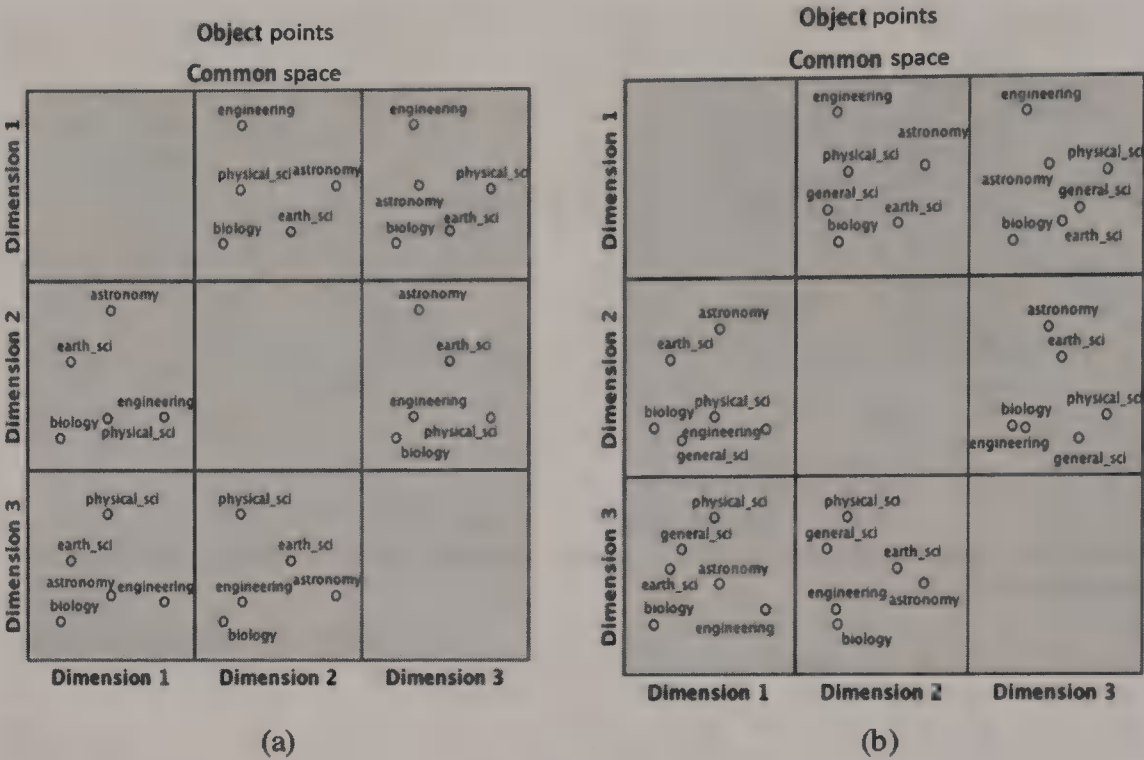 Object points
Common space
Dimension 1
engineering
physical_sci astronomy
biology earth_sci
engineering
physical_sci
astronomy
biology earth_sci
Dimension 2
astronomy
earth_sci
engineering
biology
physical_sci
astronomy
earth_sci
engineering
physical_sci
biology
Dimension 3
physical_sci
earth_sci
astronomy engineering
biology
physical_sci
earth_sci
engineering astronomy
biology
Dimension 1 Dimension 2 Dimension 3
(a)
Object points
Common space
Dimension 1
engineering
astronomy
physical_sci
general_sci
earth_sci
biology
engineering
physical_sci
astronomy
general_sci
biology
earth_sci
Dimension 2
astronomy
earth_sci
physical_sci
biology
engineering
general_sci
astronomy
earth_sci
physical_sci
biology
engineering
general_sci
Dimension 3
physical_sci
general_sci
astronomy
earth_sci
biology
engineering
physical_sci
general_sci
earth_sci
engineering
astronomy
biology
Dimension 1 Dimension 2 Dimension 3
(b)